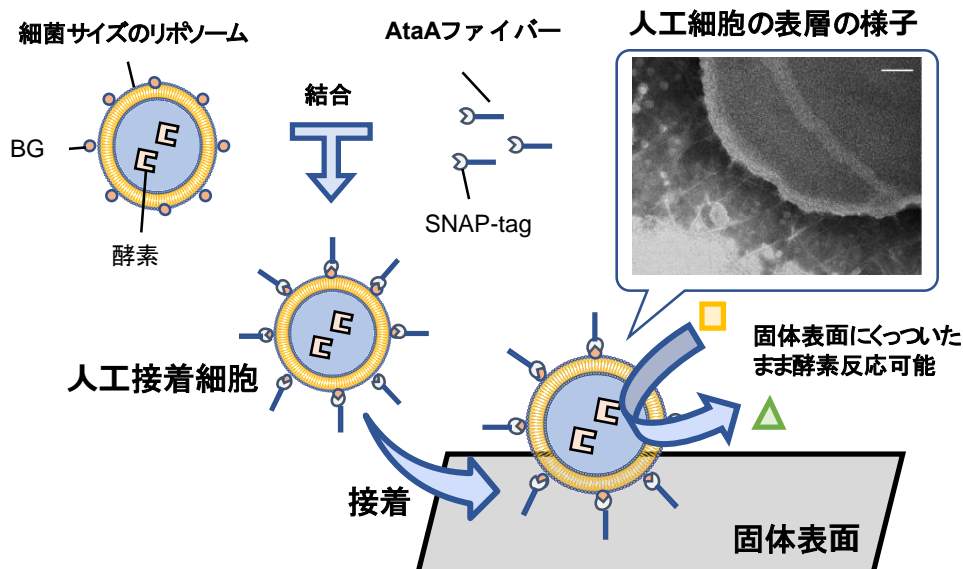 細菌サイズのリポソーム
AtaAファイバー
人工細胞の表層の様子
結合
BG
SNAP-tag
酵素
固体表面にくっついた
まま酵素反応可能
人工接着細胞
接着
固体表面